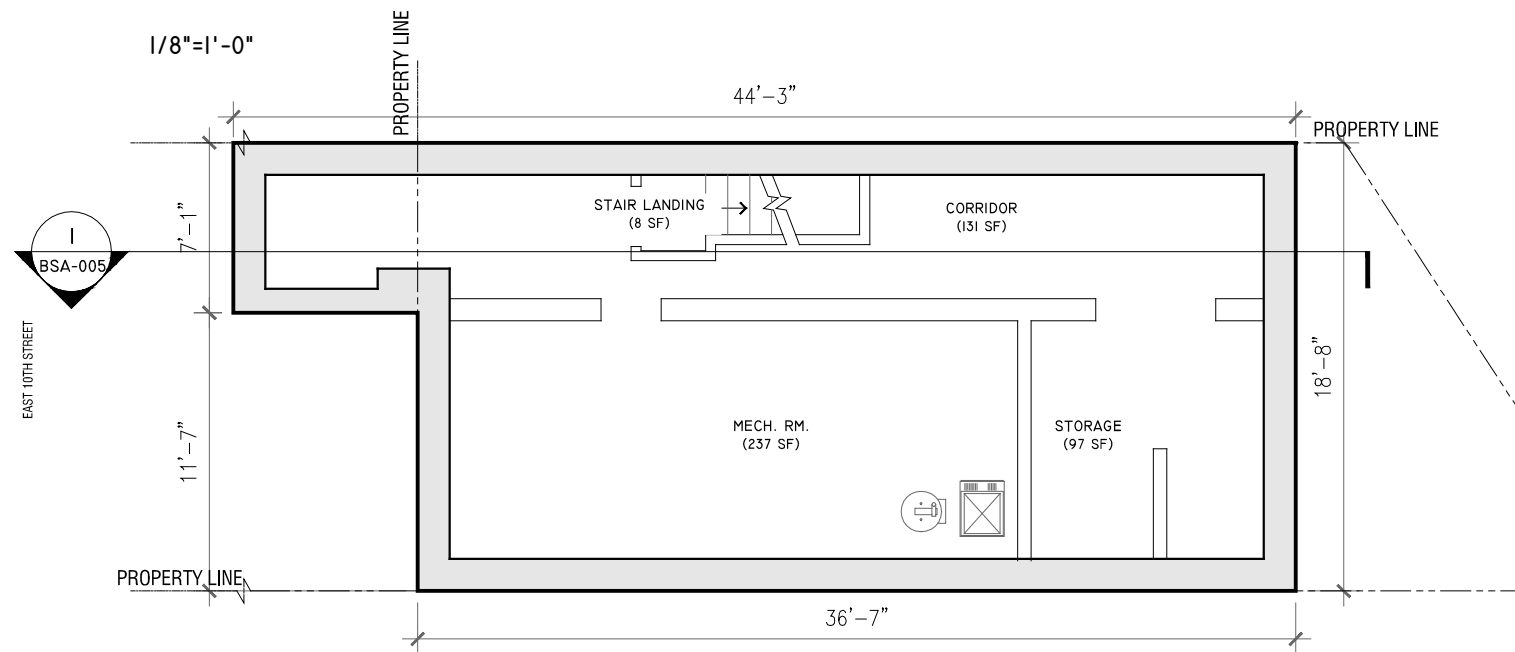 1/8"=1'-0"
PROPERTY LINE
44'-3"
PROPERTY LINE
STAIR LANDING
(8 SF)
CORRIDOR
(131 SF)
7'-1"
1
BSA-005
EAST 10TH STREET
18'-8"
11'-7"
MECH. RM.
(237 SF)
STORAGE
(97 SF)
PROPERTY LINE
36'-7"